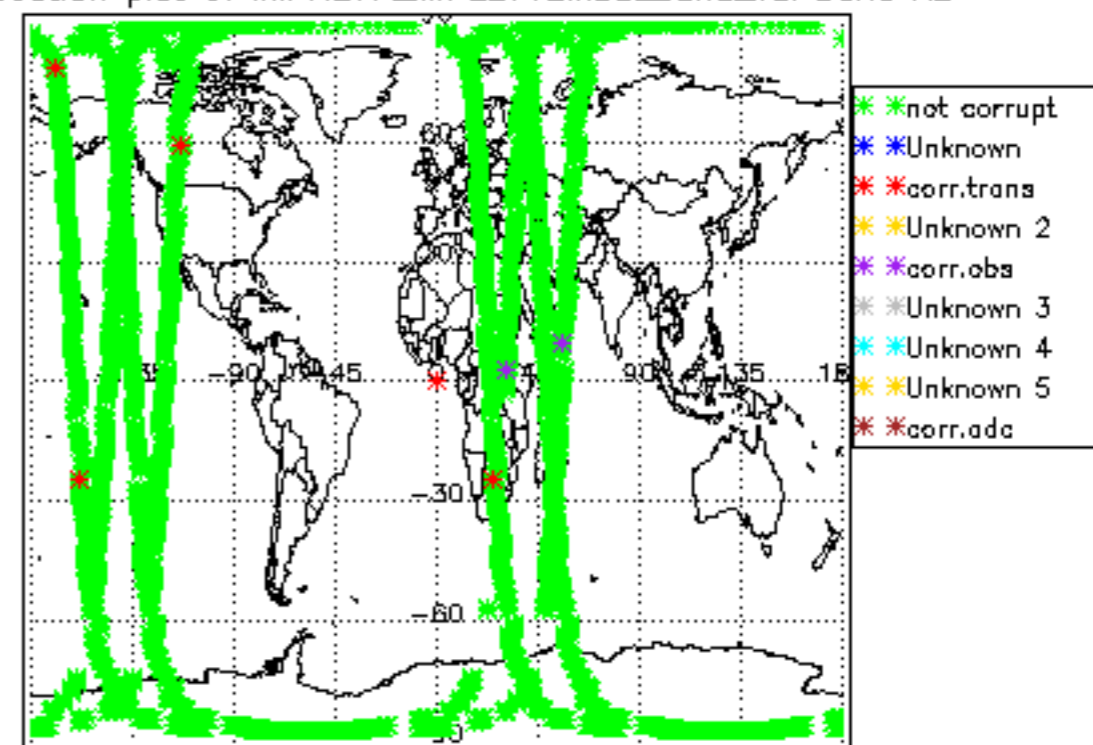 60
-90
-45
90
135
-30
-60
not corrupt
Unknown
corr.trans
Unknown 2
corr.obs
Unknown 3
Unknown 4
Unknown 5
corr.adc